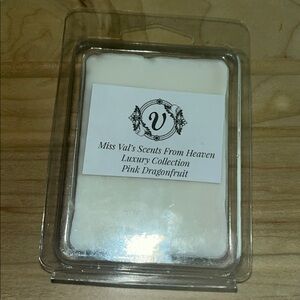 V
Miss Val's Scents From Heaven
Luxury Collection
Pink Dragonfruit